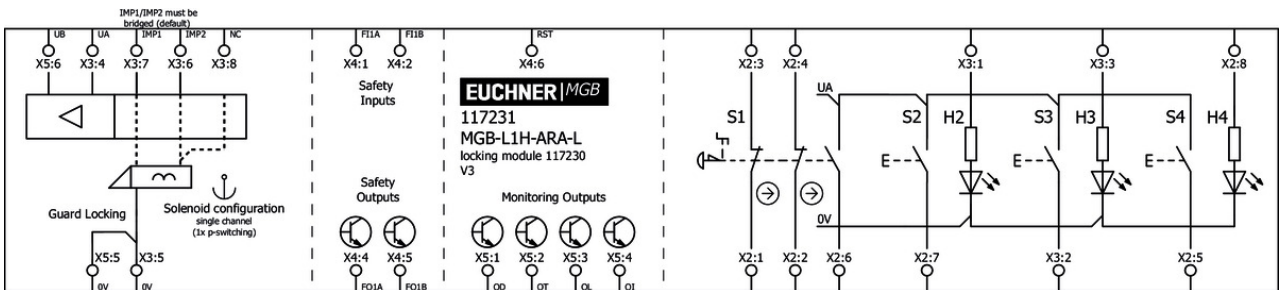 IMP1/IMP2 must be
bridged (default)
UB UA IMP1 IMP2 NC FI1A FI1B RST
X5:6 X3:4 X3:7 X3:6 X3:8 X4:1 X4:2 X4:6 X2:3 X2:4 X3:1 X3:3 X2:8
Safety
Inputs
EUCHNER MGB
117231
MGB-L1H-ARA-L
locking module 117230
V3
UA
S1 S2 H2 S3 H3 S4 H4
E E E
Guard Locking
Solenoid configuration
single channel
(1x p-switching)
Safety
Outputs
Monitoring Outputs
0V
X5:5 X3:5 X4:4 X4:5 X5:1 X5:2 X5:3 X5:4 X2:1 X2:2 X2:6 X2:7 X3:2 X2:5
0V 0V FO1A FO1B OD OT OL OI